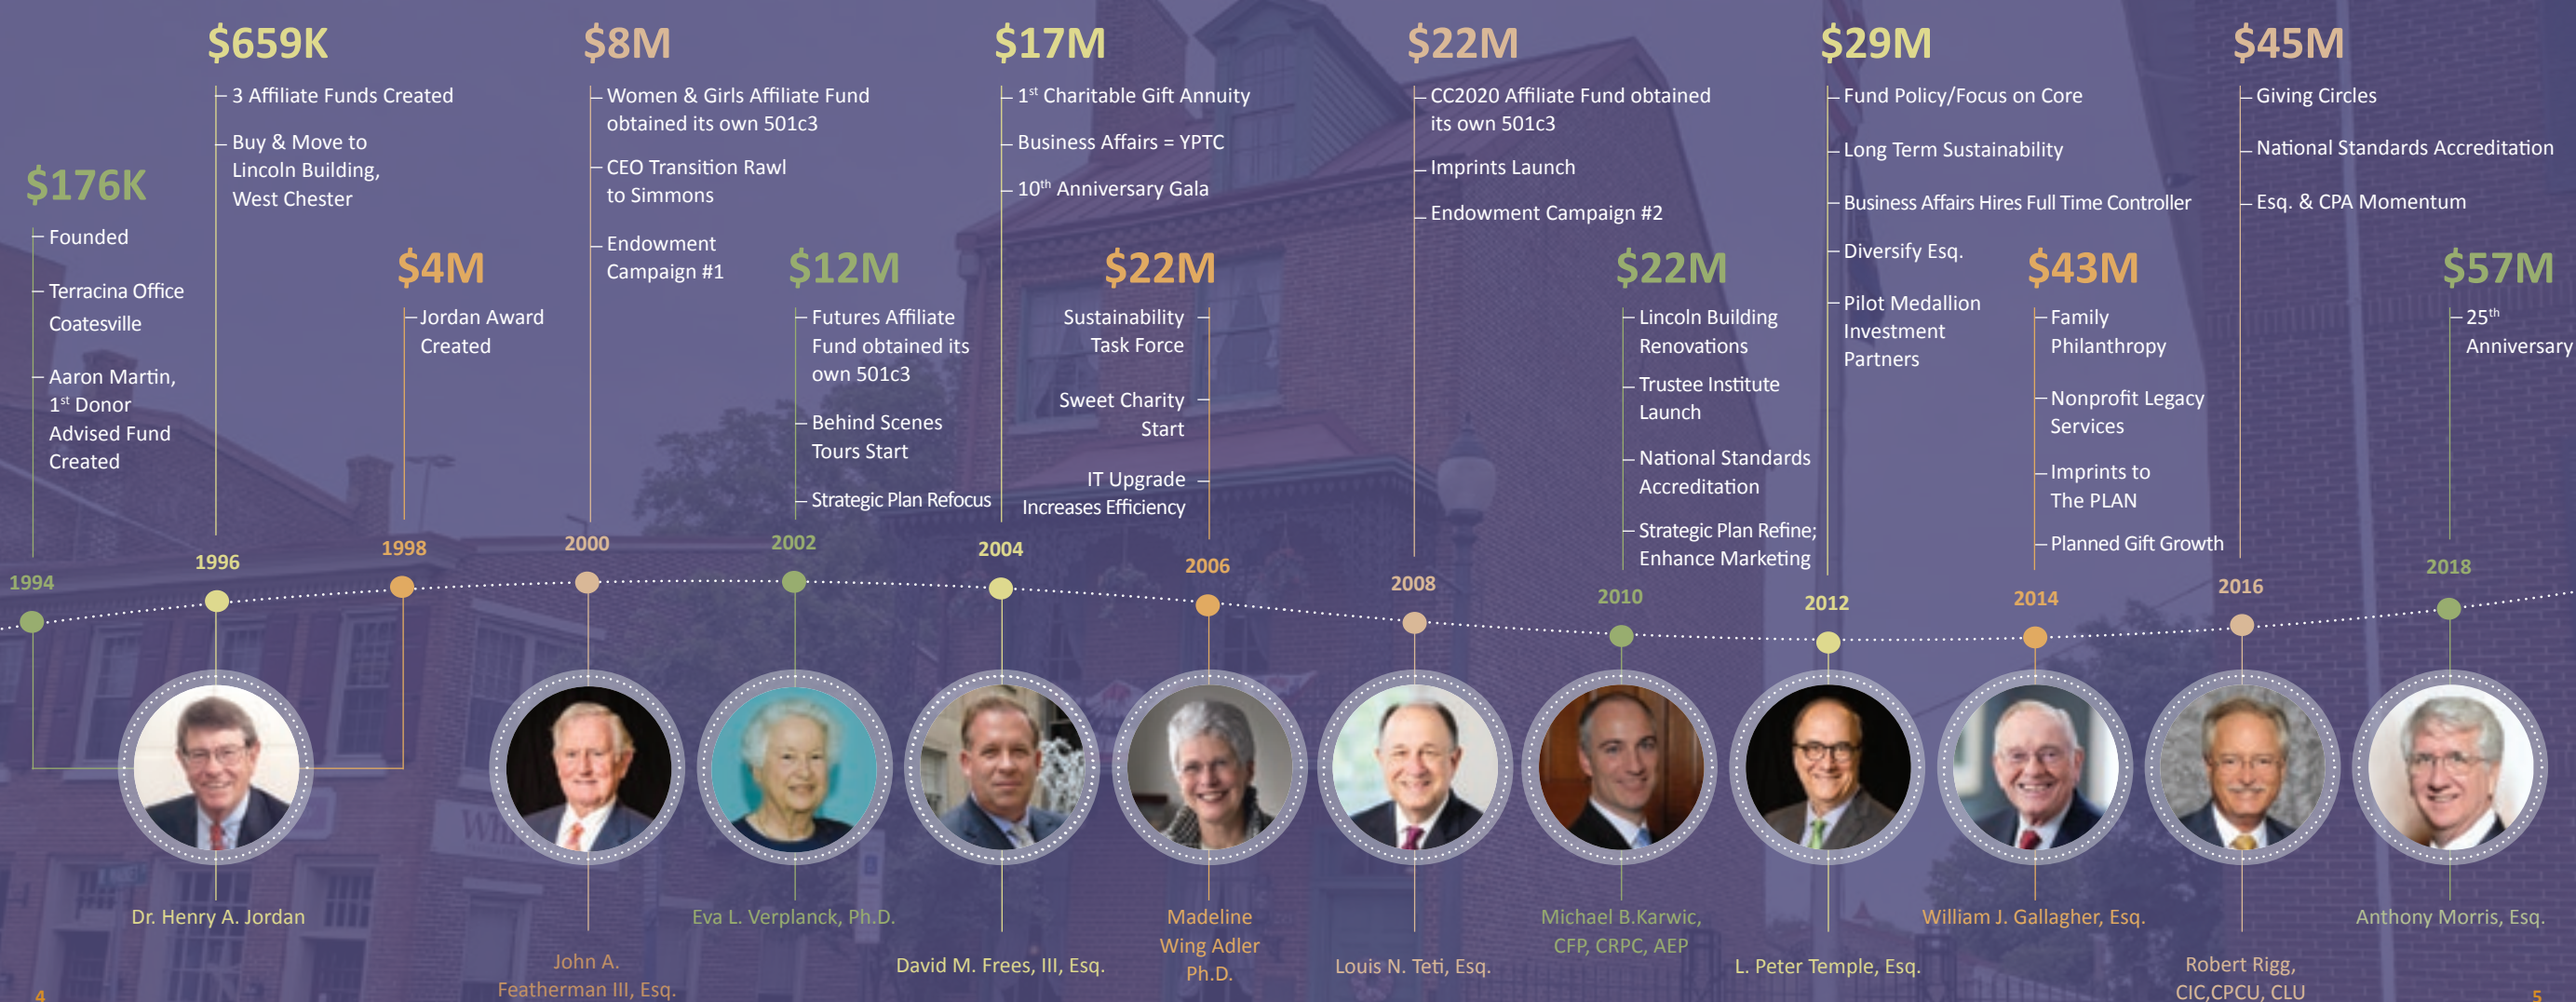 $176K
Founded
Terracina Office
Coatesville
Aaron Martin,
1st Donor
Advised Fund
Created
1994
$659K
3 Affiliate Funds Created
Buy & Move to
Lincoln Building,
West Chester
1996
$4M
Jordan Award
Created
1998
Dr. Henry A. Jordan
$8M
Women & Girls Affiliate Fund
obtained its own 501c3
CEO Transition Rawl
to Simmons
Endowment
Campaign #1
2000
John A.
Featherman III, Esq.
$12M
Futures Affiliate
Fund obtained its
own 501c3
Behind Scenes
Tours Start
Strategic Plan Refocus
2002
Eva L. Verplanck, Ph.D.
$17M
1st Charitable Gift Annuity
Business Affairs = YPTC
10th Anniversary Gala
2004
David M. Frees, III, Esq.
$22M
Sustainability
Task Force
Sweet Charity
Start
IT Upgrade
Increases Efficiency
2006
Madeline
Wing Adler
Ph.D.
$22M
CC2020 Affiliate Fund obtained
its own 501c3
Imprints Launch
Endowment Campaign #2
2008
Louis N. Teti, Esq.
$22M
Lincoln Building
Renovations
Trustee Institute
Launch
National Standards
Accreditation
Strategic Plan Refine;
Enhance Marketing
2010
Michael B.Karwic,
CFP, CRPC, AEP
$29M
Fund Policy/Focus on Core
Long Term Sustainability
Business Affairs Hires Full Time Controller
Diversify Esq.
Pilot Medallion
Investment
Partners
2012
L. Peter Temple, Esq.
$43M
Family
Philanthropy
Nonprofit Legacy
Services
Imprints to
The PLAN
Planned Gift Growth
2014
William J. Gallagher, Esq.
$45M
Giving Circles
National Standards Accreditation
Esq. & CPA Momentum
2016
Robert Rigg,
CIC,CPCU, CLU
$57M
25th
Anniversary
2018
Anthony Morris, Esq.
4
5